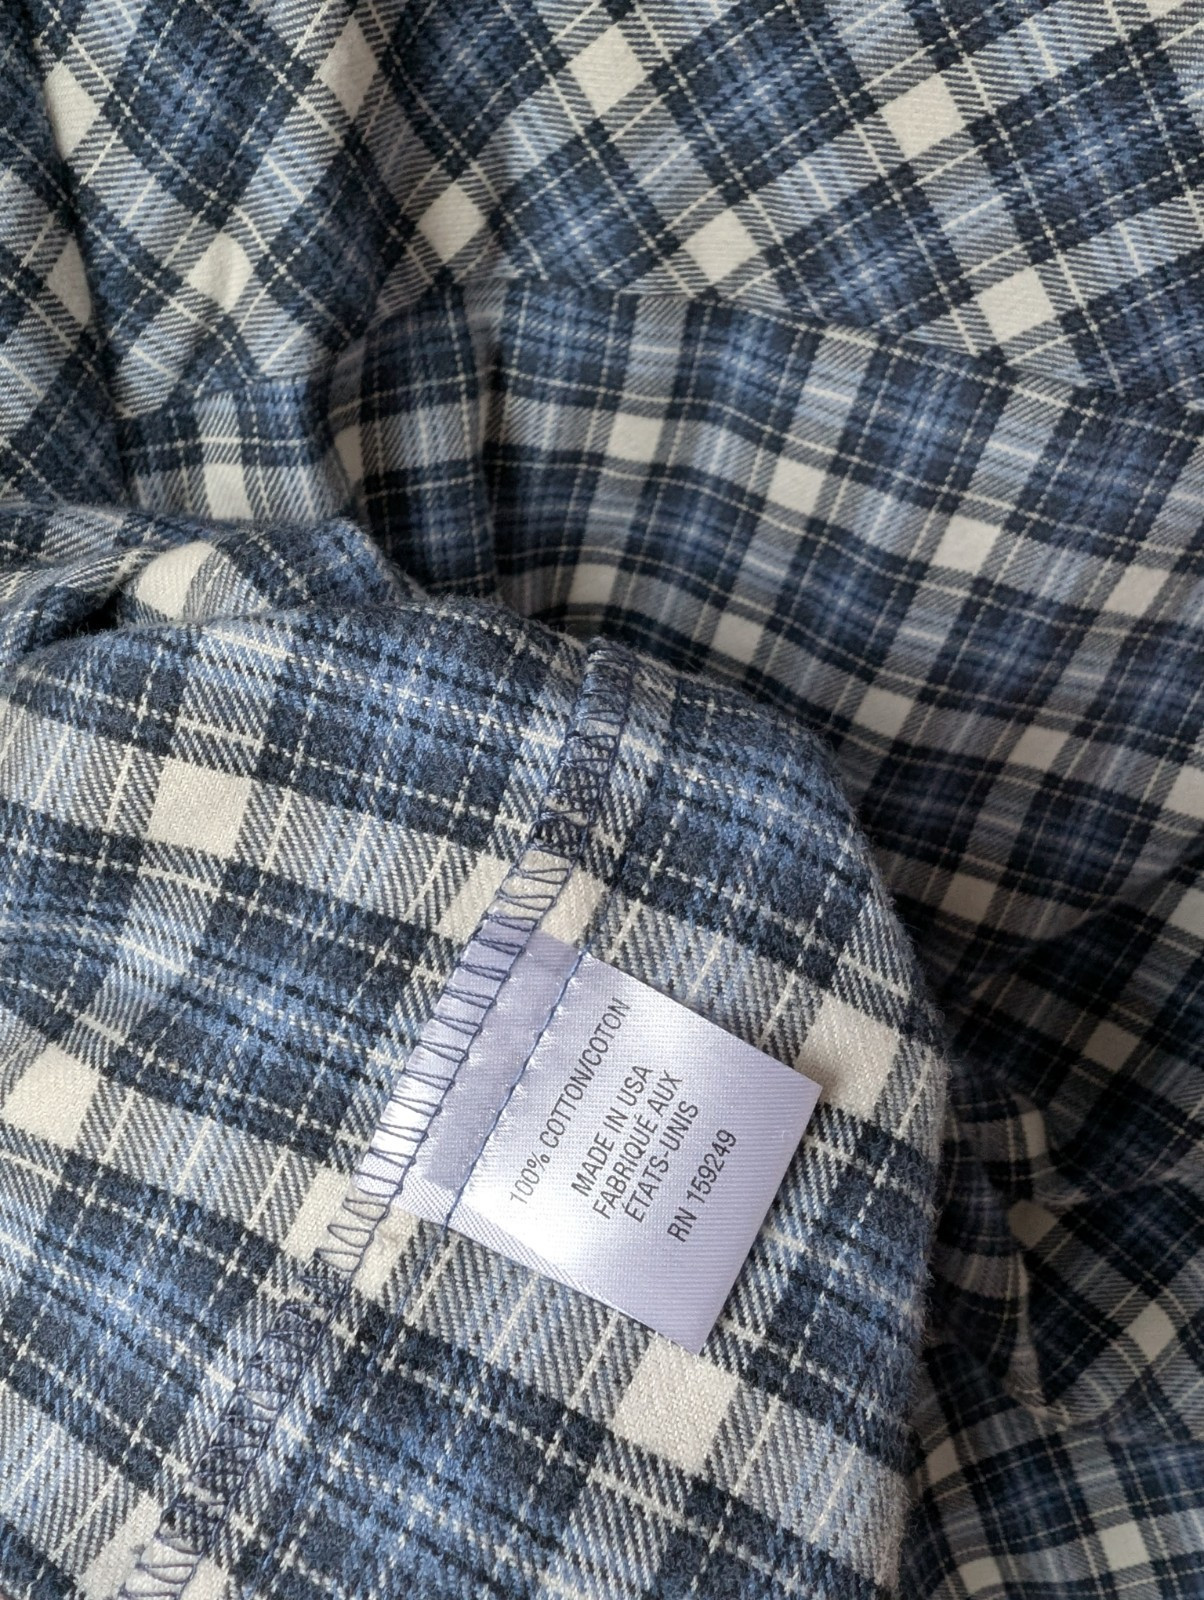 100% COTTON/COTON
MADE IN USA
FABRIQUÉ AUX
ÉTATS-UNIS
RN 159249